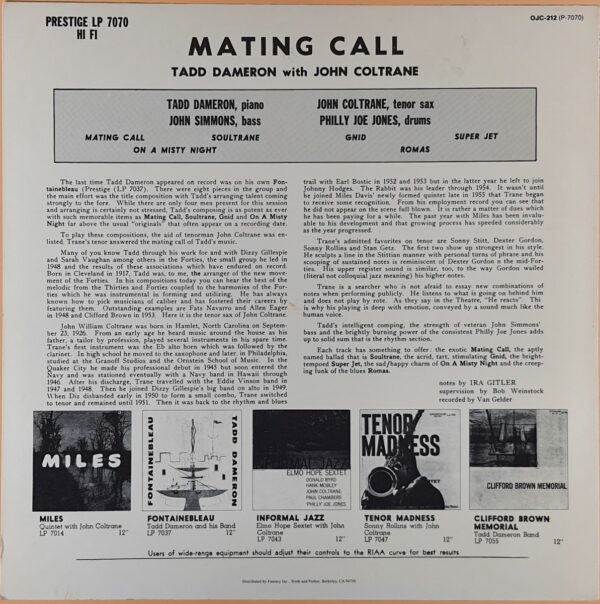 PRESTIGE LP 7070
HI FI
OJC-212 (P-7070)
MATING CALL
TADD DAMERON with JOHN COLTRANE
TADD DAMERON, piano
JOHN COLTRANE, tenor sax
JOHN SIMMONS, bass
PHILLY JOE JONES, drums
MATING CALL SOULTRANE GNID SUPER JET
ON A MISTY NIGHT ROMAS
The last time Tadd Dameron appeared on record was on his own Fon-
tainebleau (Prestige (LP 7037). There were eight pieces in the group and
the main effort was the title composition with Tadd's arranging talent coming
strongly to the fore. While there are only four men present for this session
and arranging is certainly not stressed, Tadd's composing is as potent as ever
with such memorable items as Mating Call, Soultrane, Gnid and On A Misty
Night far above the usual "originals" that often appear on a recording date.
To play these compositions, the aid of tenorman John Coltrane was en-
listed. Trane's tenor answered the mating call of Tadd's music.
Many of you know Tadd through his work for and with Dizzy Gillespie
and Sarah Vaughan among others in the Forties, the small group he led in
1948 and the results of these associations which have endured on record.
Born in Cleveland in 1917, Tadd was, to me, the arranger of the new move-
ment of the Forties. In his compositions today you can hear the best of the
melodic from the Thirties and Forties coupled to the harmonies of the For-
ties which he was instrumental in forming and utilizing. He has always
known how to pick musicians of caliber and has fostered their careers by
featuring them. Outstanding examples are Fats Navarro and Allen Eager
in 1948 and Clifford Brown in 1953. Here it is the tenor sax of John Coltrane.
John William Coltrane was born in Hamlet, North Carolina on Septem-
ber 23, 1926. From an early age he heard music around the house as his
father, a tailor by profession, played several instruments in his spare time.
Trane's first instrument was the Eb alto horn which was followed by the
clarinet. In high school he moved to the saxophone and later, in Philadelphia,
studied at the Granoff Studios and the Ornstein School of Music. In the
Quaker City he made his professional debut in 1945 but soon entered the
Navy and was stationed eventually with a Navy band in Hawaii through
1946. After his discharge, Trane travelled with the Eddie Vinson band in
1947 and 1948. Then he joined Dizzy Gillespie's big band on alto in 1949.
When Diz disbanded early in 1950 to form a small combo, Trane switched
to tenor and remained until 1951. Then it was back to the rhythm and blues
trail with Earl Bostic in 1952 and 1953 but in the latter year he left to join
Johnny Hodges. The Rabbit was his leader through 1954. It wasn't until
he joined Miles Davis' newly formed quintet late in 1955 that Trane began
to receive some recognition. From his employment record you can see that
he did not appear on the scene full blown. It is rather a matter of dues which
he has been paying for a while. The past year with Miles has been invalu-
able to his development and that growing process has speeded considerably
as the year progressed.
Trane's admitted favorites on tenor are Sonny Stitt, Dexter Gordon,
Sonny Rollins and Stan Getz. The first two show up strongest in his style.
He sculpts a line in the Stittian manner with personal turns of phrase and his
scooping of sustained notes is reminiscent of Dexter Gordon n the mid-For-
ties. His upper register sound is similar, too, to the way Gordon wailed
(literal not colloquial jazz meaning) his higher notes.
Trane is a searcher who is not afraid to essay new combinations of
notes when performing publicly. He listens to what is going on behind him
and does not play by rote. As they say in the Theatre, "He reacts". Thi
is why his playing is deep with emotion, conveyed by a sound much like the
human voice.
Tadd's intelligent comping, the strength of veteran John Simmons'
bass and the brightly burning power of the consistent Philly Joe Jones adds
up to solid sum that is the rhythm section.
Each track has something to offer: the exotic Mating Call, the aptly
named ballad that is Soultrane, the acrid, tart, stimulating Gnid, the bright-
tempoed Super Jet, the sad/happy charm of On A Misty Night and the creep-
ing funk of the blues Romas.
notes by IRA GITLER
supervision by Bob Weinstock
recorded by Van Gelder
MILES
FONTAINEBLEAU
TADD DAMERON
INFORMAL JAZZ
ELMO HOPE SEXTET
DONALD BYRD
HANK MOBLEY
JOHN COLTRANE
PAUL CHAMBERS
PHILLY JOE JONES
TENOR MADNESS
CLIFFORD BROWN MEMORIAL
MILES
Quintet with John Coltrane
LP 7014 12"
FONTAINEBLEAU
Tadd Dameron and his Band
LP 7037 12"
INFORMAL JAZZ
Elmo Hope Sextet with John
Coltrane
LP 7043 12"
TENOR MADNESS
Sonny Rollins with John
Coltrane
LP 7047 12"
CLIFFORD BROWN
MEMORIAL
Tadd Dameron Band
LP 7055 12"
Users of wide-range equipment should adjust their controls to the RIAA curve for best results
Distributed by Fantasy Inc., Tenth and Parker, Berkeley, CA 94710